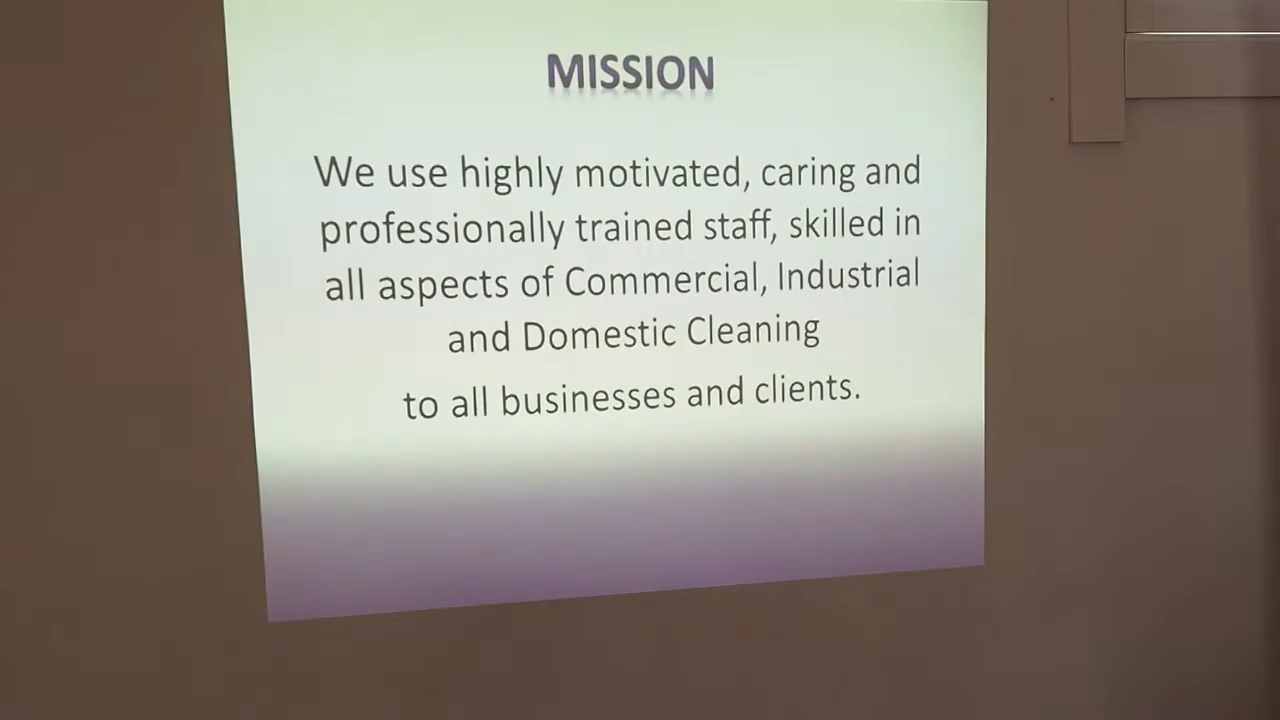 MISSION
We use highly motivated, caring and
professionally trained staff, skilled in
all aspects of Commercial, Industrial
and Domestic Cleaning
to all businesses and clients.